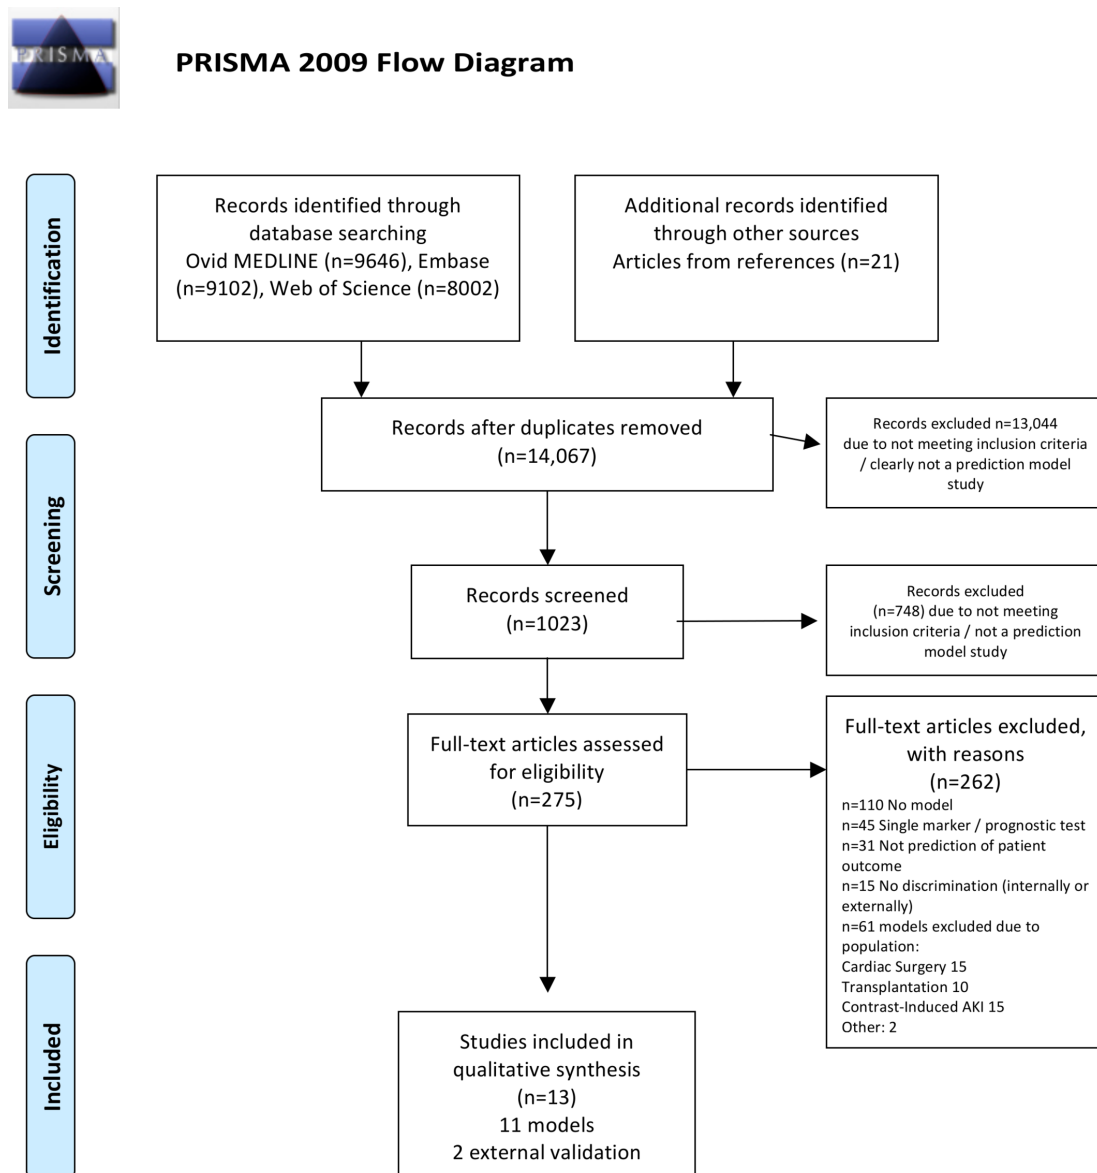 PRISMA
PRISMA 2009 Flow Diagram
Identification
Records identified through
database searching
Ovid MEDLINE (n=9646), Embase
(n=9102), Web of Science (n=8002)
Additional records identified
through other sources
Articles from references (n=21)
Records after duplicates removed
(n=14,067)
Records excluded n=13,044
due to not meeting inclusion criteria
/ clearly not a prediction model
study
Screening
Records screened
(n=1023)
Records excluded
(n=748) due to not meeting
inclusion criteria / not a prediction
model study
Eligibility
Full-text articles assessed
for eligibility
(n=275)
Full-text articles excluded,
with reasons
(n=262)
n=110 No model
n=45 Single marker / prognostic test
n=31 Not prediction of patient
outcome
n=15 No discrimination (internally or
externally)
n=61 models excluded due to
population:
Cardiac Surgery 15
Transplantation 10
Contrast-Induced AKI 15
Other: 2
Included
Studies included in
qualitative synthesis
(n=13)
11 models
2 external validation